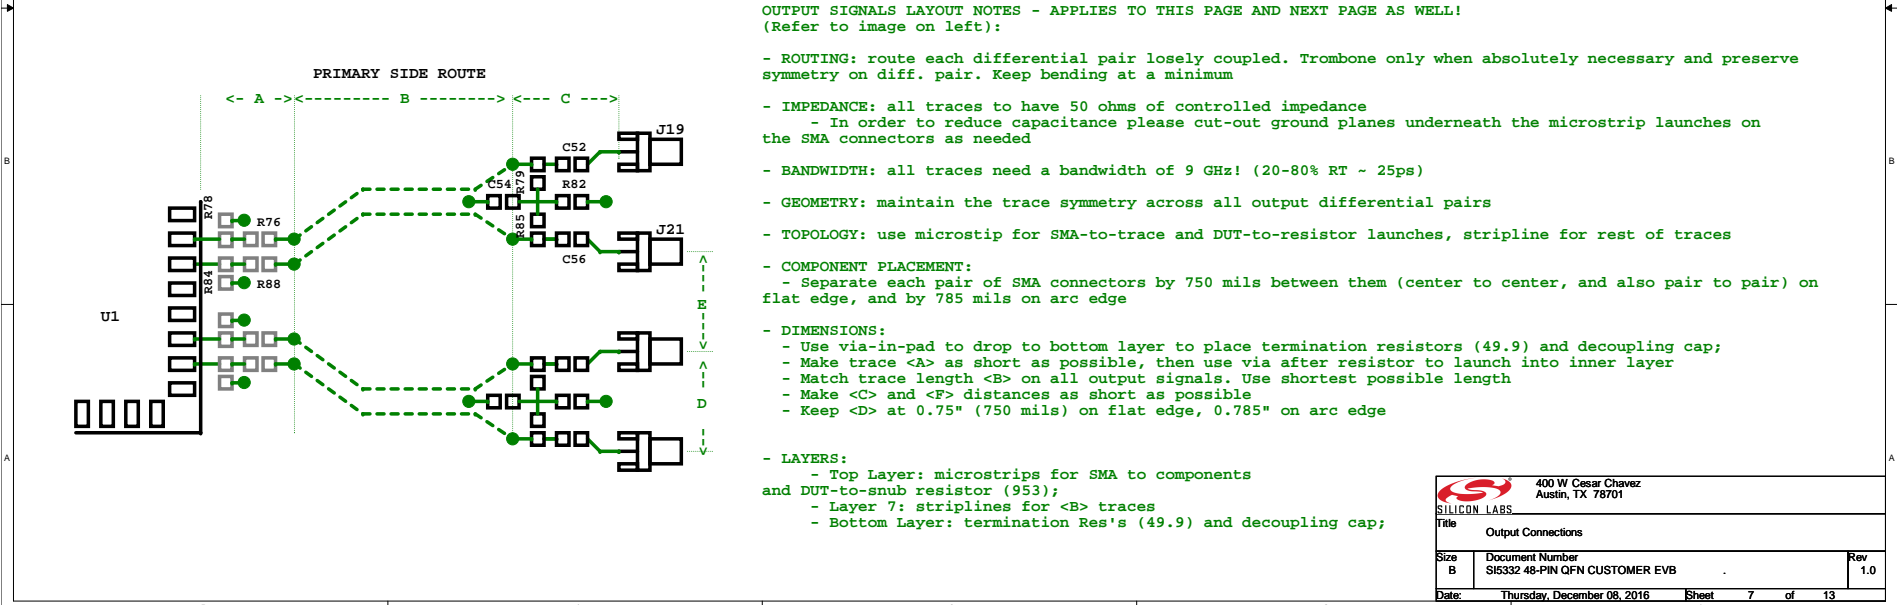 OUTPUT SIGNALS LAYOUT NOTES - APPLIES TO THIS PAGE AND NEXT PAGE AS WELL!
(Refer to image on left):
- ROUTING: route each differential pair losely coupled. Trombone only when absolutely necessary and preserve
symmetry on diff. pair. Keep bending at a minimum
- IMPEDANCE: all traces to have 50 ohms of controlled impedance
- In order to reduce capacitance please cut-out ground planes underneath the microstrip launches on
the SMA connectors as needed
- BANDWIDTH: all traces need a bandwidth of 9 GHz! (20-80% RT ~ 25ps)
- GEOMETRY: maintain the trace symmetry across all output differential pairs
- TOPOLOGY: use microstip for SMA-to-trace and DUT-to-resistor launches, stripline for rest of traces
- COMPONENT PLACEMENT:
- Separate each pair of SMA connectors by 750 mils between them (center to center, and also pair to pair) on
flat edge, and by 785 mils on arc edge
- DIMENSIONS:
- Use via-in-pad to drop to bottom layer to place termination resistors (49.9) and decoupling cap;
- Make trace <A> as short as possible, then use via after resistor to launch into inner layer
- Match trace length <B> on all output signals. Use shortest possible length
- Make <C> and <F> distances as short as possible
- Keep <D> at 0.75" (750 mils) on flat edge, 0.785" on arc edge
- LAYERS:
- Top Layer: microstrips for SMA to components
and DUT-to-snub resistor (953);
- Layer 7: striplines for <B> traces
- Bottom Layer: termination Res's (49.9) and decoupling cap;
PRIMARY SIDE ROUTE
<- A -><--------- B --------><--- C --->
J19
C52
R79
C54
R82
R78
R76
R85
J21
C56
R84
R88
E
U1
D
B
B
A
A
SILICON LABS
400 W Cesar Chavez
Austin, TX 78701
Title
Output Connections
Size
B
Document Number
SI5332 48-PIN QFN CUSTOMER EVB .
Rev
1.0
Date: Thursday, December 08, 2016 Sheet 7 of 13